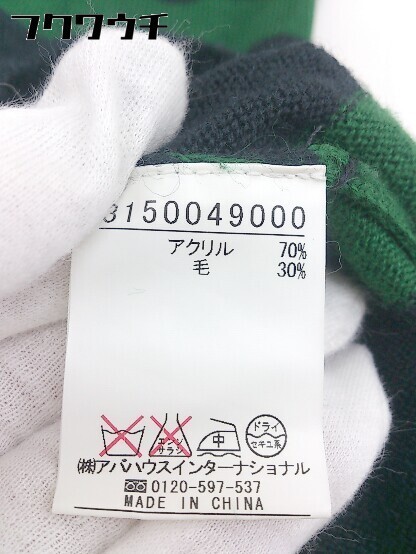 フクウウチ
3150049000
アクリル 70%
毛 30%
エンソ
サラシ
中
ドライ
セキユ系
㈱アバハウスインターナショナル
0120-597-537
MADE IN CHINA